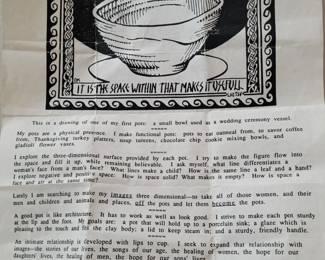 IT IS THE SPACE WITHIN THAT MAKES IT USEFULL.
This is a drawing of one of my first pots: a small bowl used as a wedding ceremony vessel.
*****
My pots are a physical presence. I make functional pots: pots to eat oatmeal from, to savor coffee
from, Thanksgiving turkey platters, soup tureens, chocolate chip cookie mixing bowls, and
gladioli flower vases.
*****
I explore the three-dimensional surface provided by each pot. I try to make the figure flow into
the space and fill it up, while remaining believable. I ask myself, what line differentiates a
woman's face from a man's face? What lines make a child? How is the same line a leaf and a hand?
I explore negative and positive space: How is space solid? What makes it empty? How is space a
face and air at the same time?
*****
Lately I am searching to make my images three dimensional--to take all of those women, and their
men and children and animals and places, off the pots and let them become the pots.
*****
A good pot is like architecture. It has to work as well as look good. I strive to make each pot sturdy
at the lip and the foot. My goals are: a pot that will hold up to a porcelain sink; a glaze which is
pleasing to the touch and fits the clay body; a lid to keep steam in; and a sturdy, friendly handle.
*****
An intimate relationship is developed with lips to cup. I seek to expand that relationship with
images--the stories of our lives, the songs of our age, the healing of women, the hope for our
daughters' lives, the healing of men, the hope for our sons' lives.